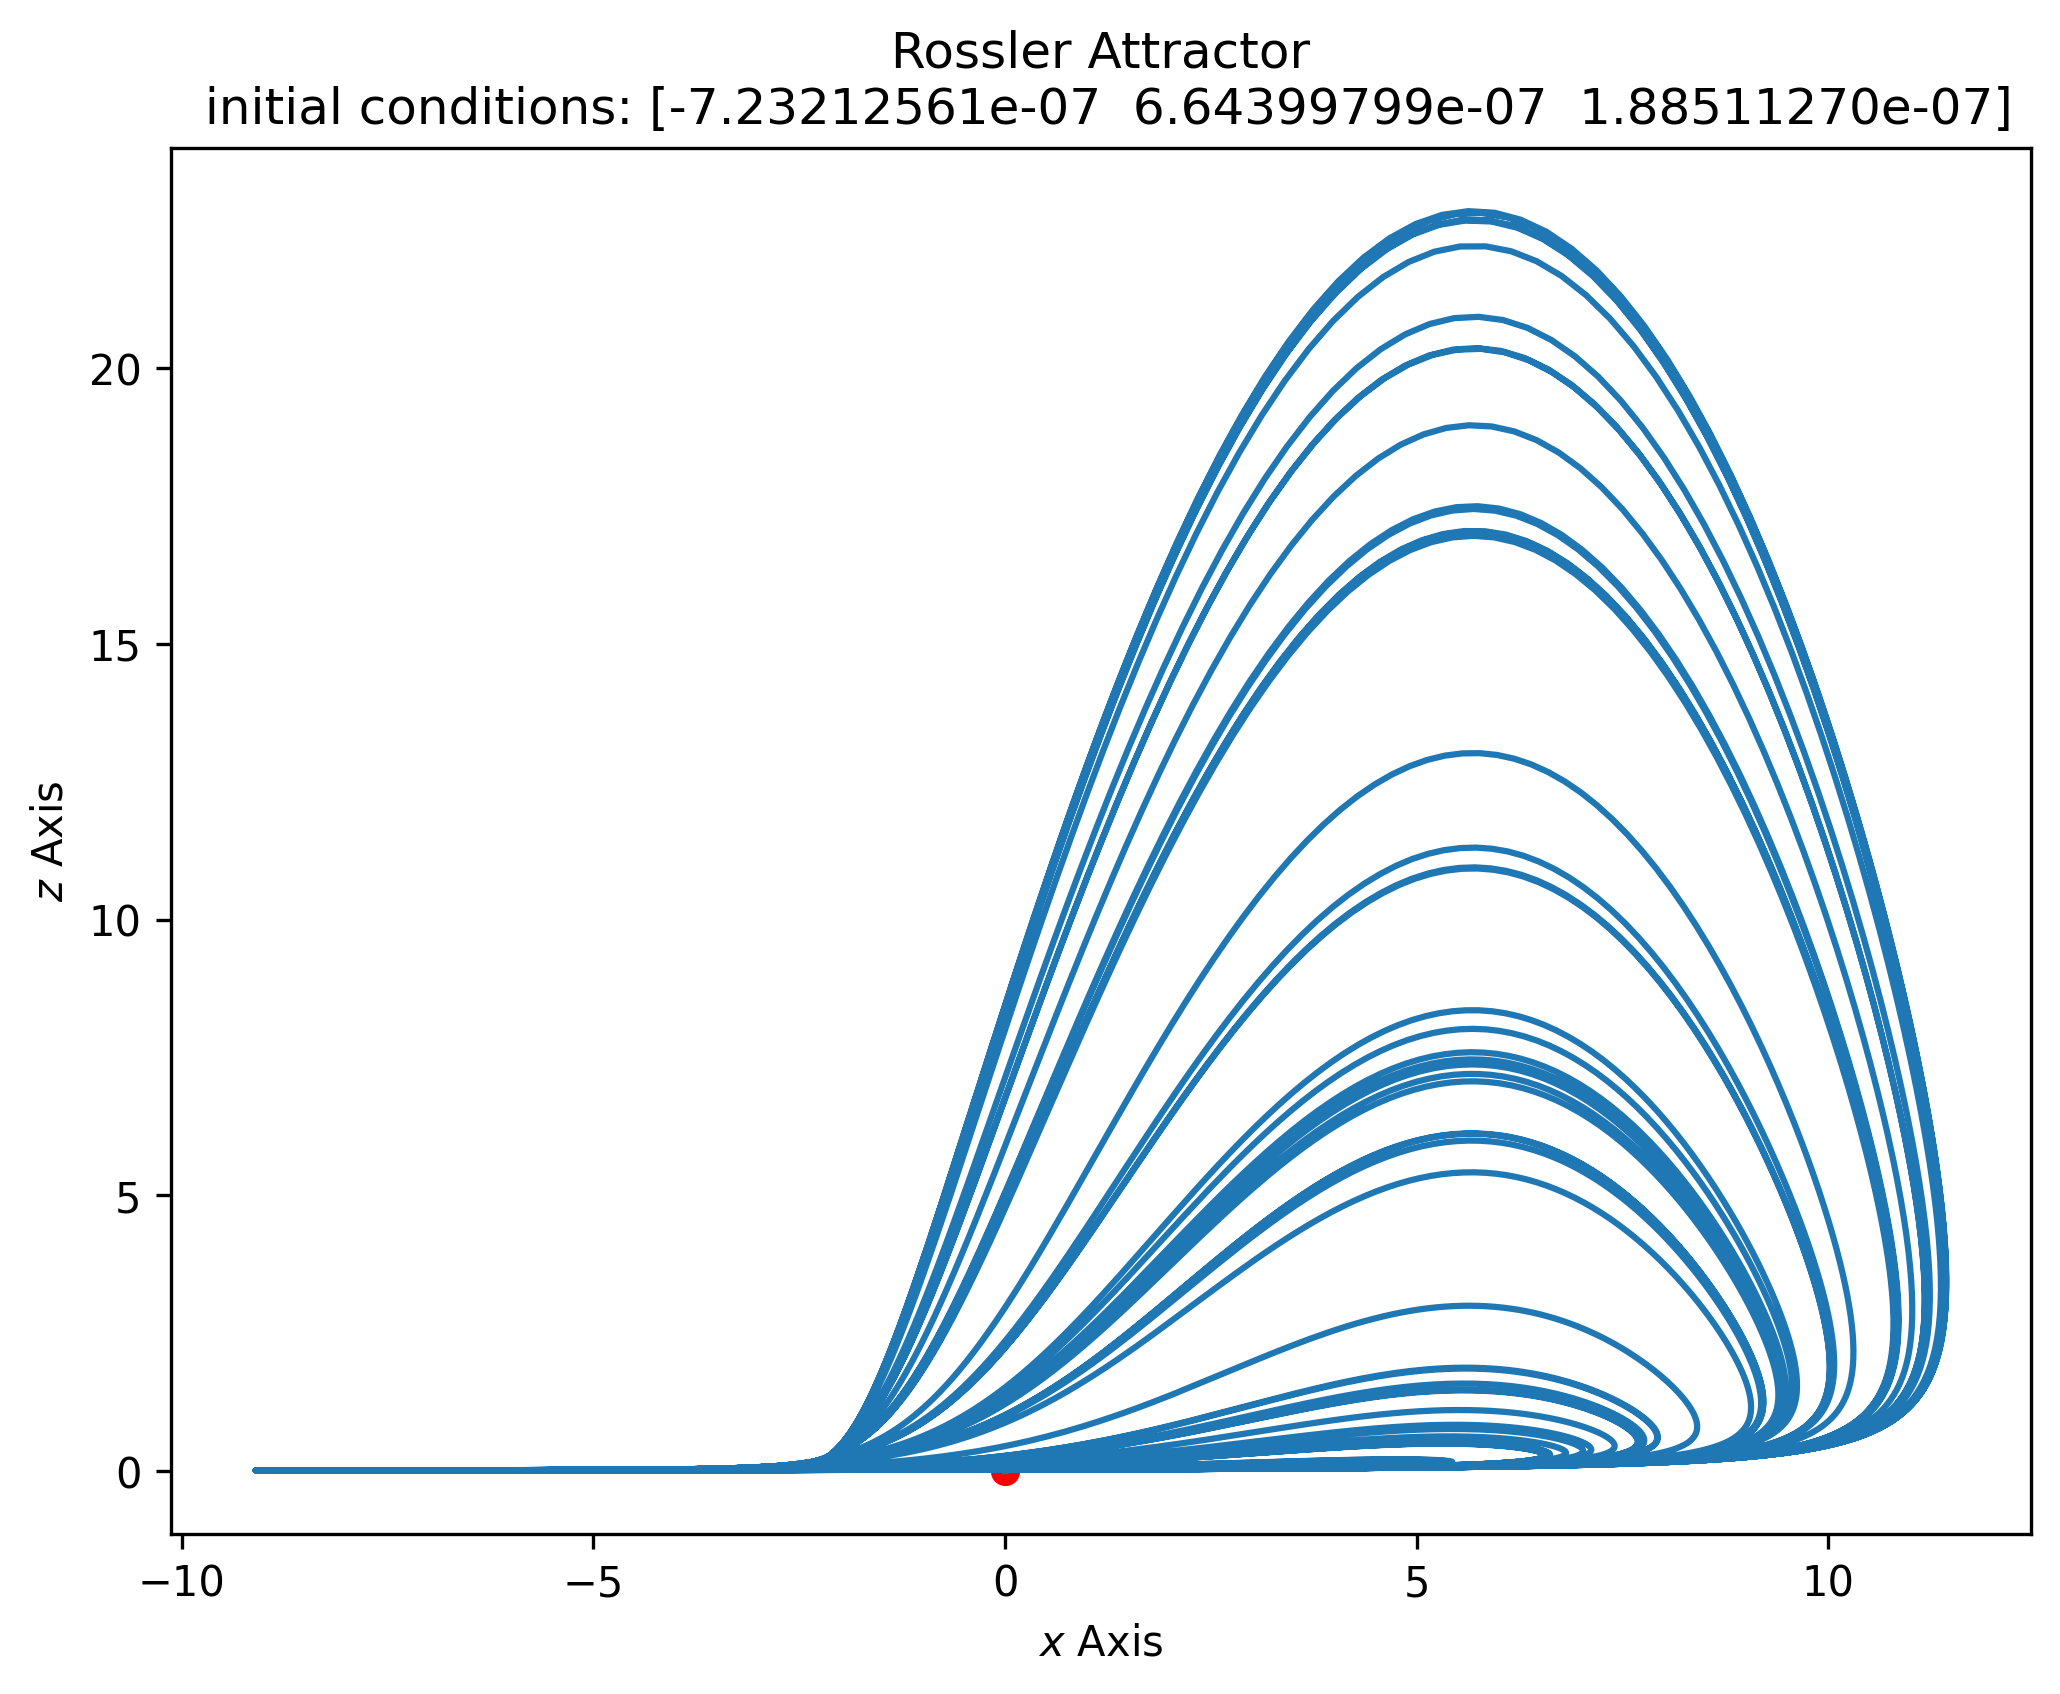 Rossler Attractor
initial conditions: [-7.23212561e-07  6.64399799e-07  1.88511270e-07]
20
15
10
5
0
z Axis
−10
−5
0
5
10
x Axis